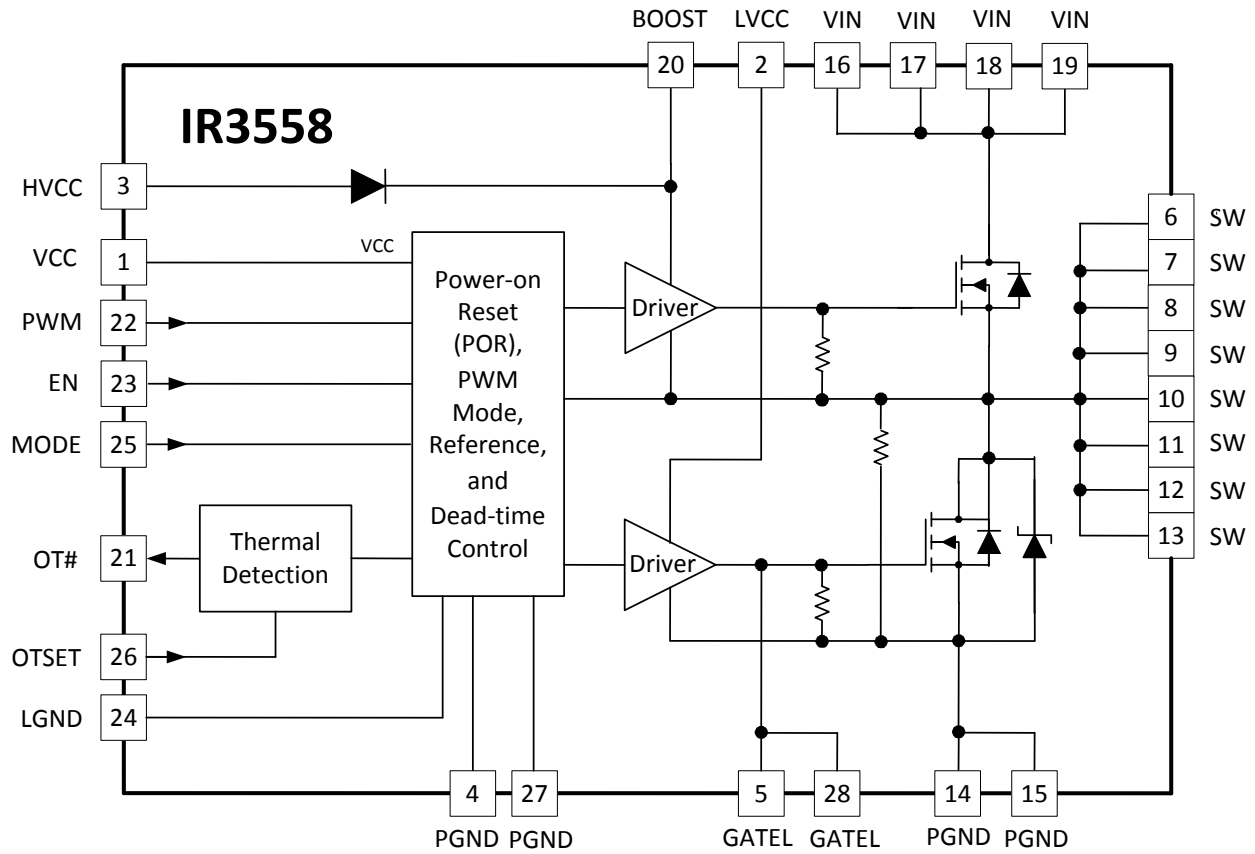 BOOST LVCC VIN VIN VIN VIN
20 2 16 17 18 19
IR3558
HVCC 3
VCC 1
VCC
PWM 22
EN 23
MODE 25
OT# 21
OTSET 26
LGND 24
Power-on
Reset
(POR),
PWM
Mode,
Reference,
and
Dead-time
Control
Thermal
Detection
Driver
Driver
6 SW
7 SW
8 SW
9 SW
10 SW
11 SW
12 SW
13 SW
4 27 5 28 14 15
PGND PGND GATEL GATEL PGND PGND